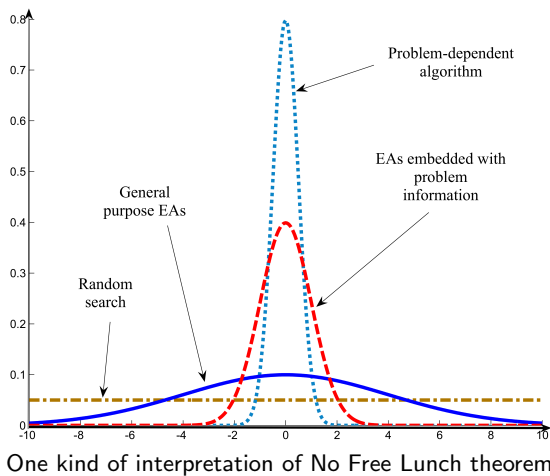 0.8
0.7
0.6
0.5
0.4
0.3
0.2
0.1
0
Problem-dependent
algorithm
EAs embedded with
problem
information
General
purpose EAs
Random
search
-10 -8 -6 -4 -2 0 2 4 6 8 10
One kind of interpretation of No Free Lunch theorem